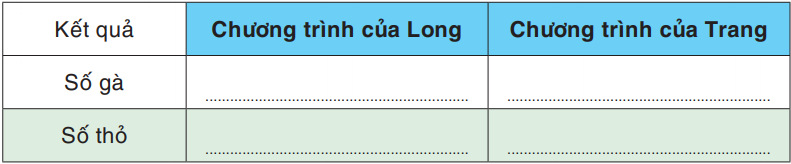 Kết quả Chương trình của Long Chương trình của Trang
Số gà ................................................................ ................................................................
Số thỏ ................................................................ ................................................................